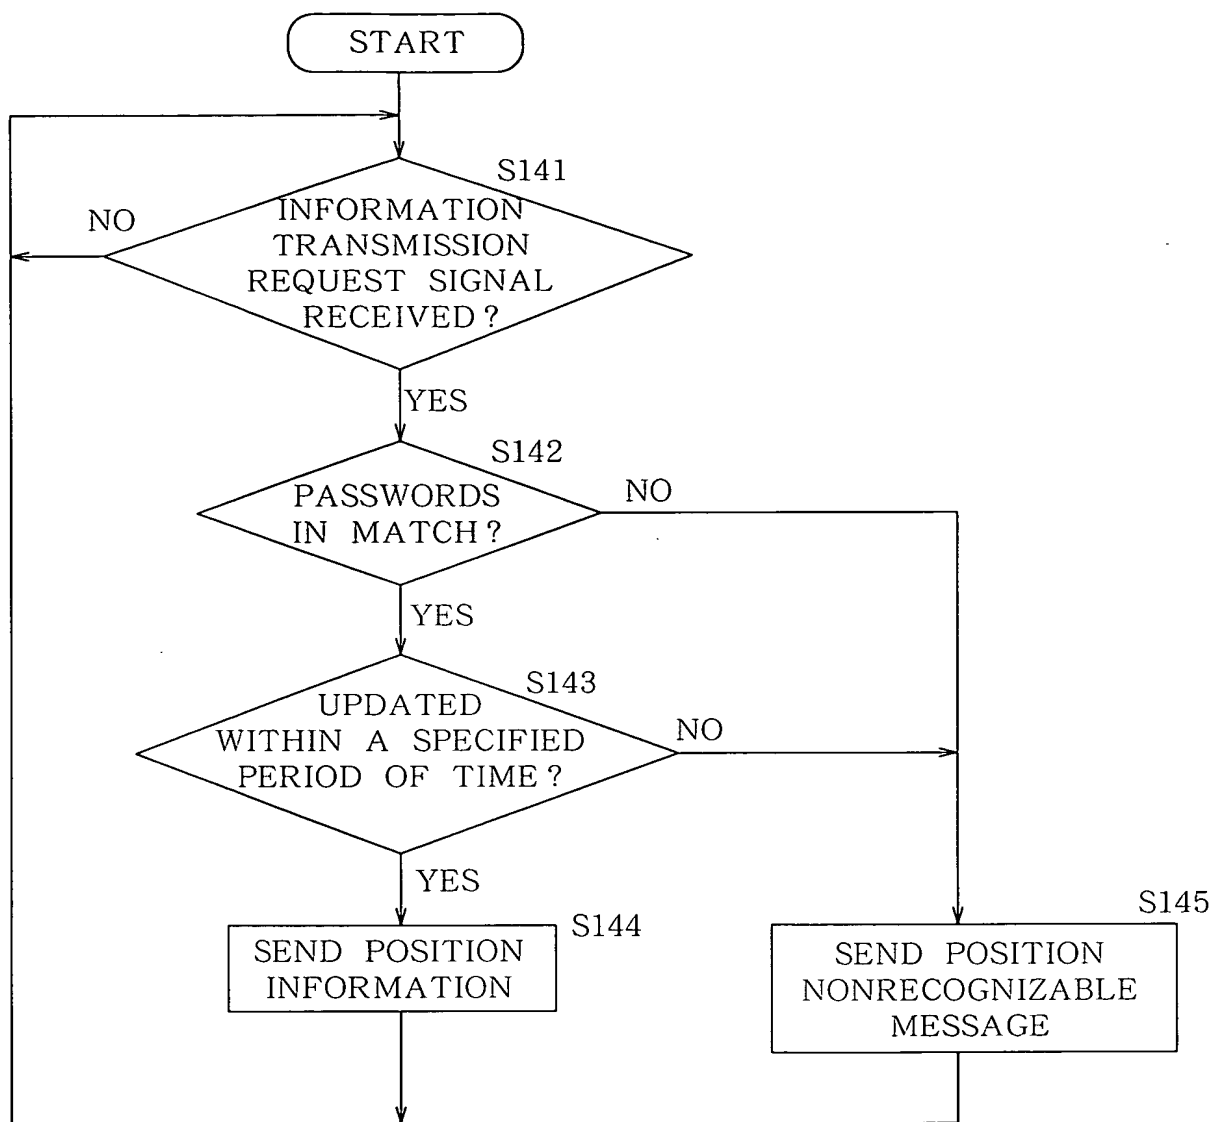 START
S141
NO
INFORMATION
TRANSMISSION
REQUEST SIGNAL
RECEIVED?
YES
S142
PASSWORDS
IN MATCH?
NO
YES
S143
UPDATED
WITHIN A SPECIFIED
PERIOD OF TIME?
NO
YES
S144
SEND POSITION
INFORMATION
S145
SEND POSITION
NONRECOGNIZABLE
MESSAGE